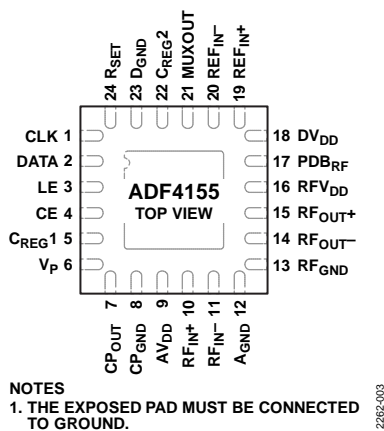 24 RSET
23 DGND
22 CREG2
21 MUXOUT
20 REFIN–
19 REFIN+
CLK 1
DATA 2
LE 3
CE 4
CREG1 5
VP 6
ADF4155
TOP VIEW
18 DVDD
17 PDBRF
16 RFVDD
15 RFOUT+
14 RFOUT–
13 RFGND
CPOUT 7
CPGND 8
AVDD 9
RFIN+ 10
RFIN– 11
AGND 12
NOTES
1. THE EXPOSED PAD MUST BE CONNECTED
TO GROUND.
2262-003